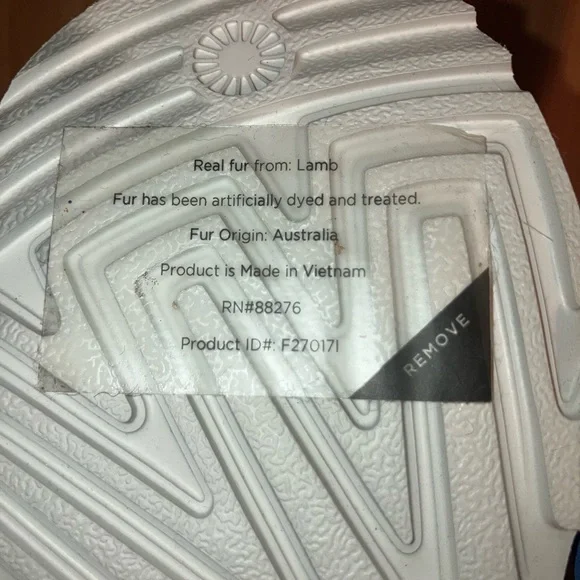 Real fur from: Lamb
Fur has been artificially dyed and treated.
Fur Origin: Australia
Product is Made in Vietnam
RN#88276
Product ID#: F27017I
REMOVE